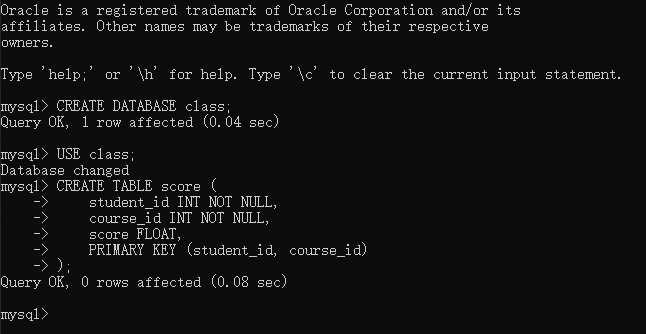 Oracle is a registered trademark of Oracle Corporation and/or its
affiliates. Other names may be trademarks of their respective
owners.
Type 'help;' or '\h' for help. Type '\c' to clear the current input statement.
mysql> CREATE DATABASE class;
Query OK, 1 row affected (0.04 sec)
mysql> USE class;
Database changed
mysql> CREATE TABLE score (
    ->     student_id INT NOT NULL,
    ->     course_id INT NOT NULL,
    ->     score FLOAT,
    ->     PRIMARY KEY (student_id, course_id)
    -> );
Query OK, 0 rows affected (0.08 sec)
mysql>